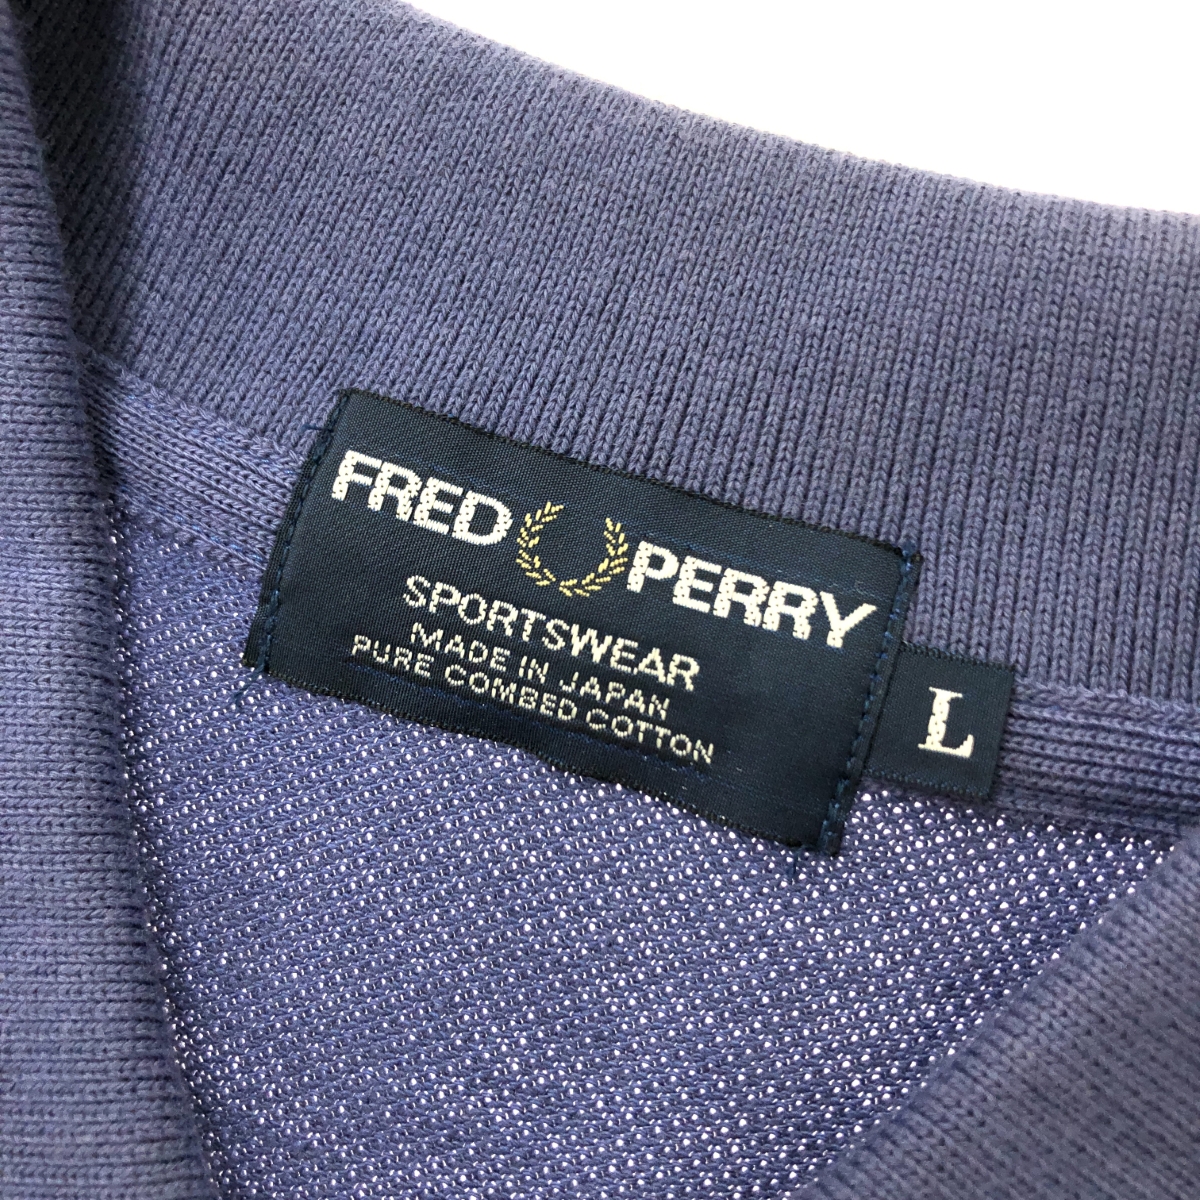 FRED PERRY
SPORTSWEAR
MADE IN JAPAN
PURE COMBED COTTON
L